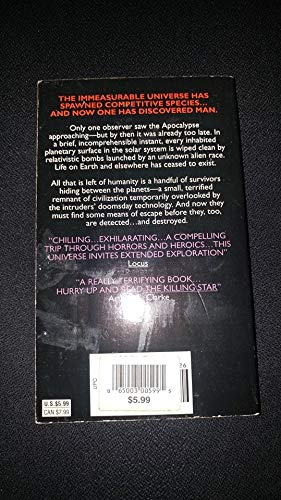 THE IMMEASURABLE UNIVERSE HAS
SPAWNED COMPETITIVE SPECIES...
AND NOW ONE HAS DISCOVERED MAN.
Only one observer saw the Apocalypse
approaching—but by then it was already too late. In
a brief, incomprehensible instant, every inhabited
planetary surface in the solar system is wiped clean by
relativistic bombs launched by an unknown alien race.
Life on Earth and elsewhere has ceased to exist.
All that is left of humanity is a handful of survivors
hiding between the planets—a small, terrified
remnant of civilization temporarily overlooked by
the intruders' doomsday technology. And now they
must find some means of escape before they, too,
are detected...and destroyed.
"CHILLING...EXHILARATING...A COMPELLING
TRIP THROUGH HORRORS AND HEROICS...THIS
UNIVERSE INVITES EXTENDED EXPLORATION"
Locus
"A REALLY TERRIFYING BOOK,
HURRY UP AND READ THE KILLING STAR"
Clarke
UPC
26
65003 00599
$5.99
U.S. $5.99
CAN $7.99